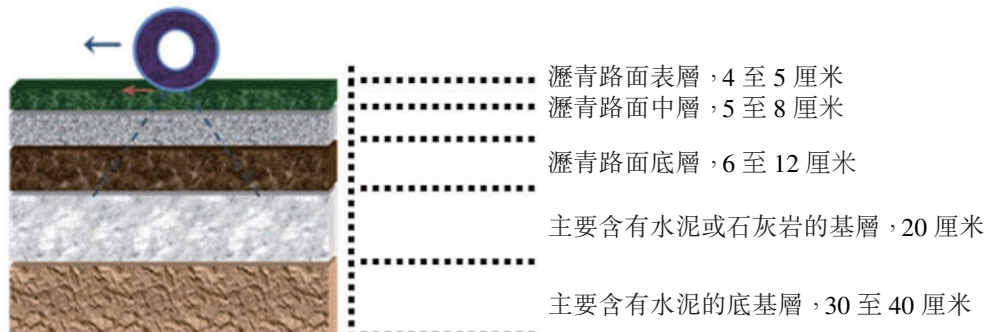 瀝青路面表層，4 至 5 厘米
瀝青路面中層，5 至 8 厘米
瀝青路面底層，6 至 12 厘米
主要含有水泥或石灰岩的基層，20 厘米
主要含有水泥的底基層，30 至 40 厘米